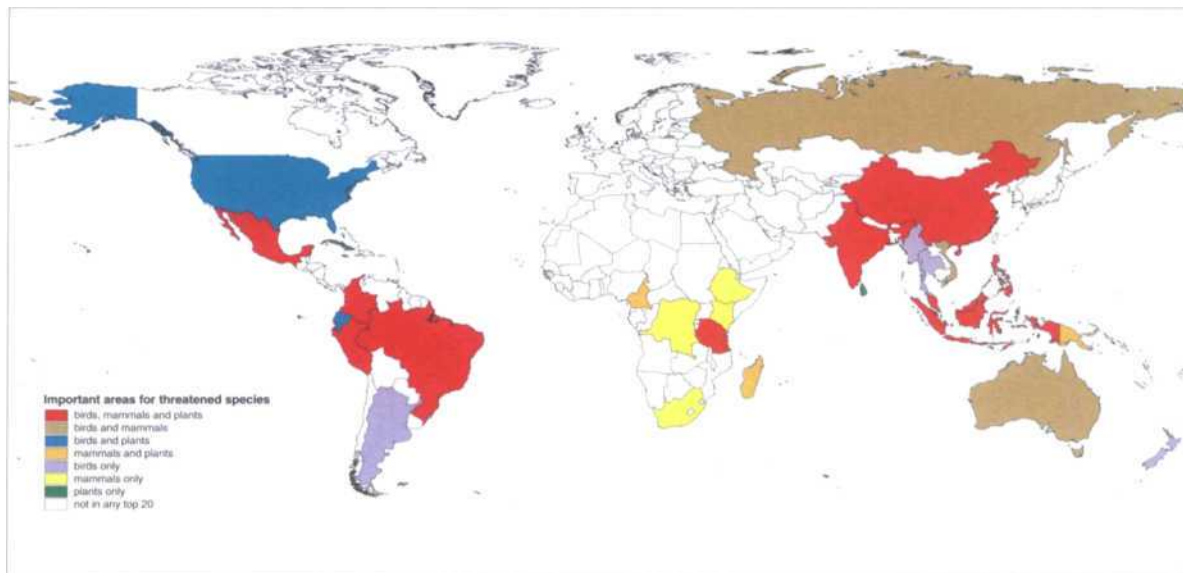 Important areas for threatened species
birds, mammals and plants
birds and mammals
birds and plants
mammals and plants
birds only
mammals only
plants only
not in any top 20